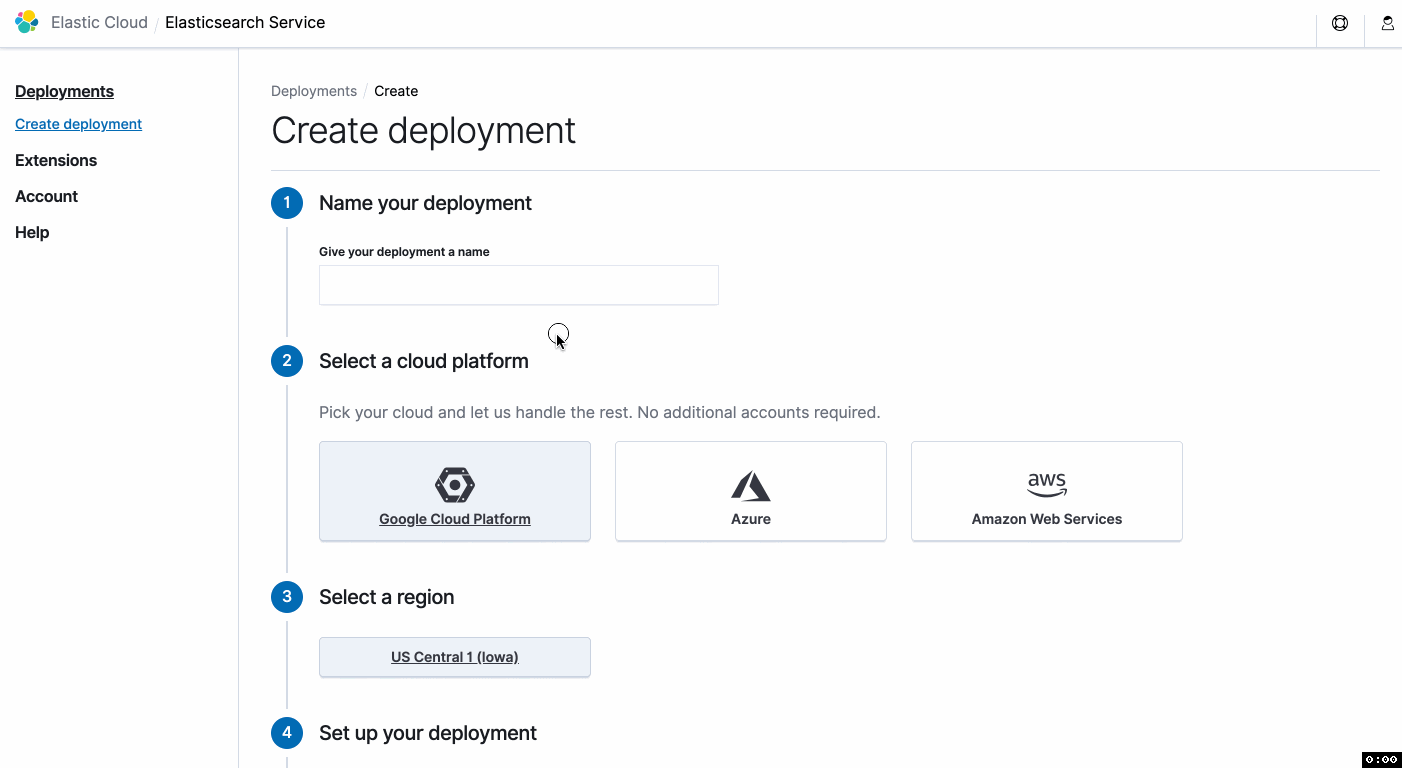 Elastic Cloud / Elasticsearch Service
Deployments
Create deployment
Extensions
Account
Help
Deployments / Create
Create deployment
1 Name your deployment
Give your deployment a name
2 Select a cloud platform
Pick your cloud and let us handle the rest. No additional accounts required.
Google Cloud Platform
Azure
aws
Amazon Web Services
3 Select a region
US Central 1 (Iowa)
4 Set up your deployment
0:00